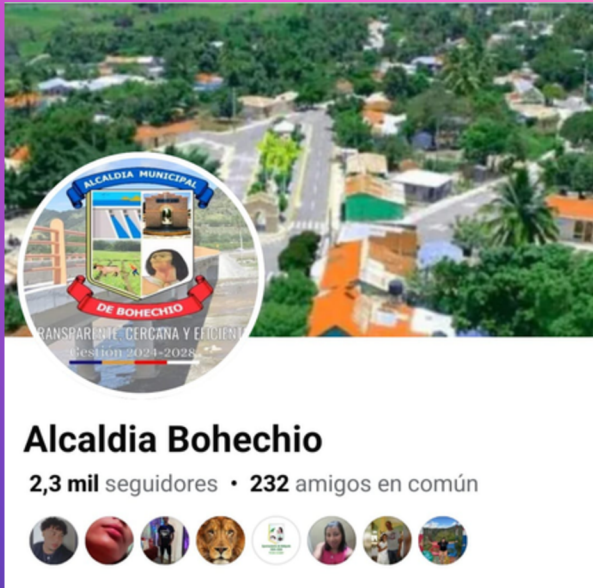 ALCALDIA MUNICIPAL
DE BOHECHIO
TRANSPARENTE, CERCANA Y EFICIENTE
Gestión 2024-2028
Alcaldia Bohechio
2,3 mil seguidores • 232 amigos en común